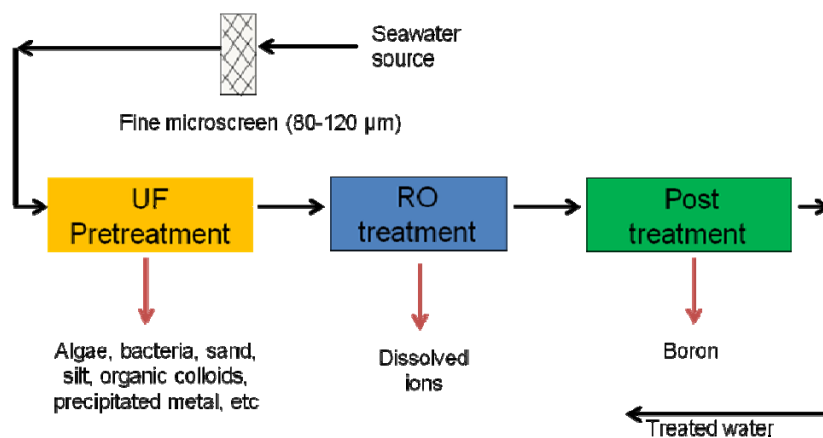 Seawater
source
Fine microscreen (80-120 µm)
UF
Pretreatment
RO
treatment
Post
treatment
Algae, bacteria, sand,
silt, organic colloids,
precipitated metal, etc
Dissolved
ions
Boron
Treated water